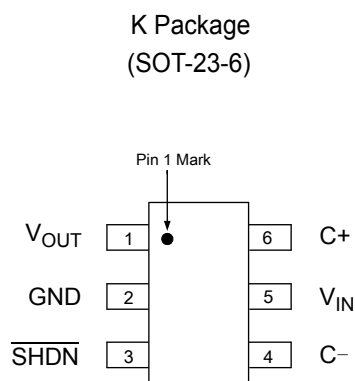 K Package
(SOT-23-6)
Pin 1 Mark
VOUT 1 6 C+
GND 2 5 VIN
SHDN 3 4 C−